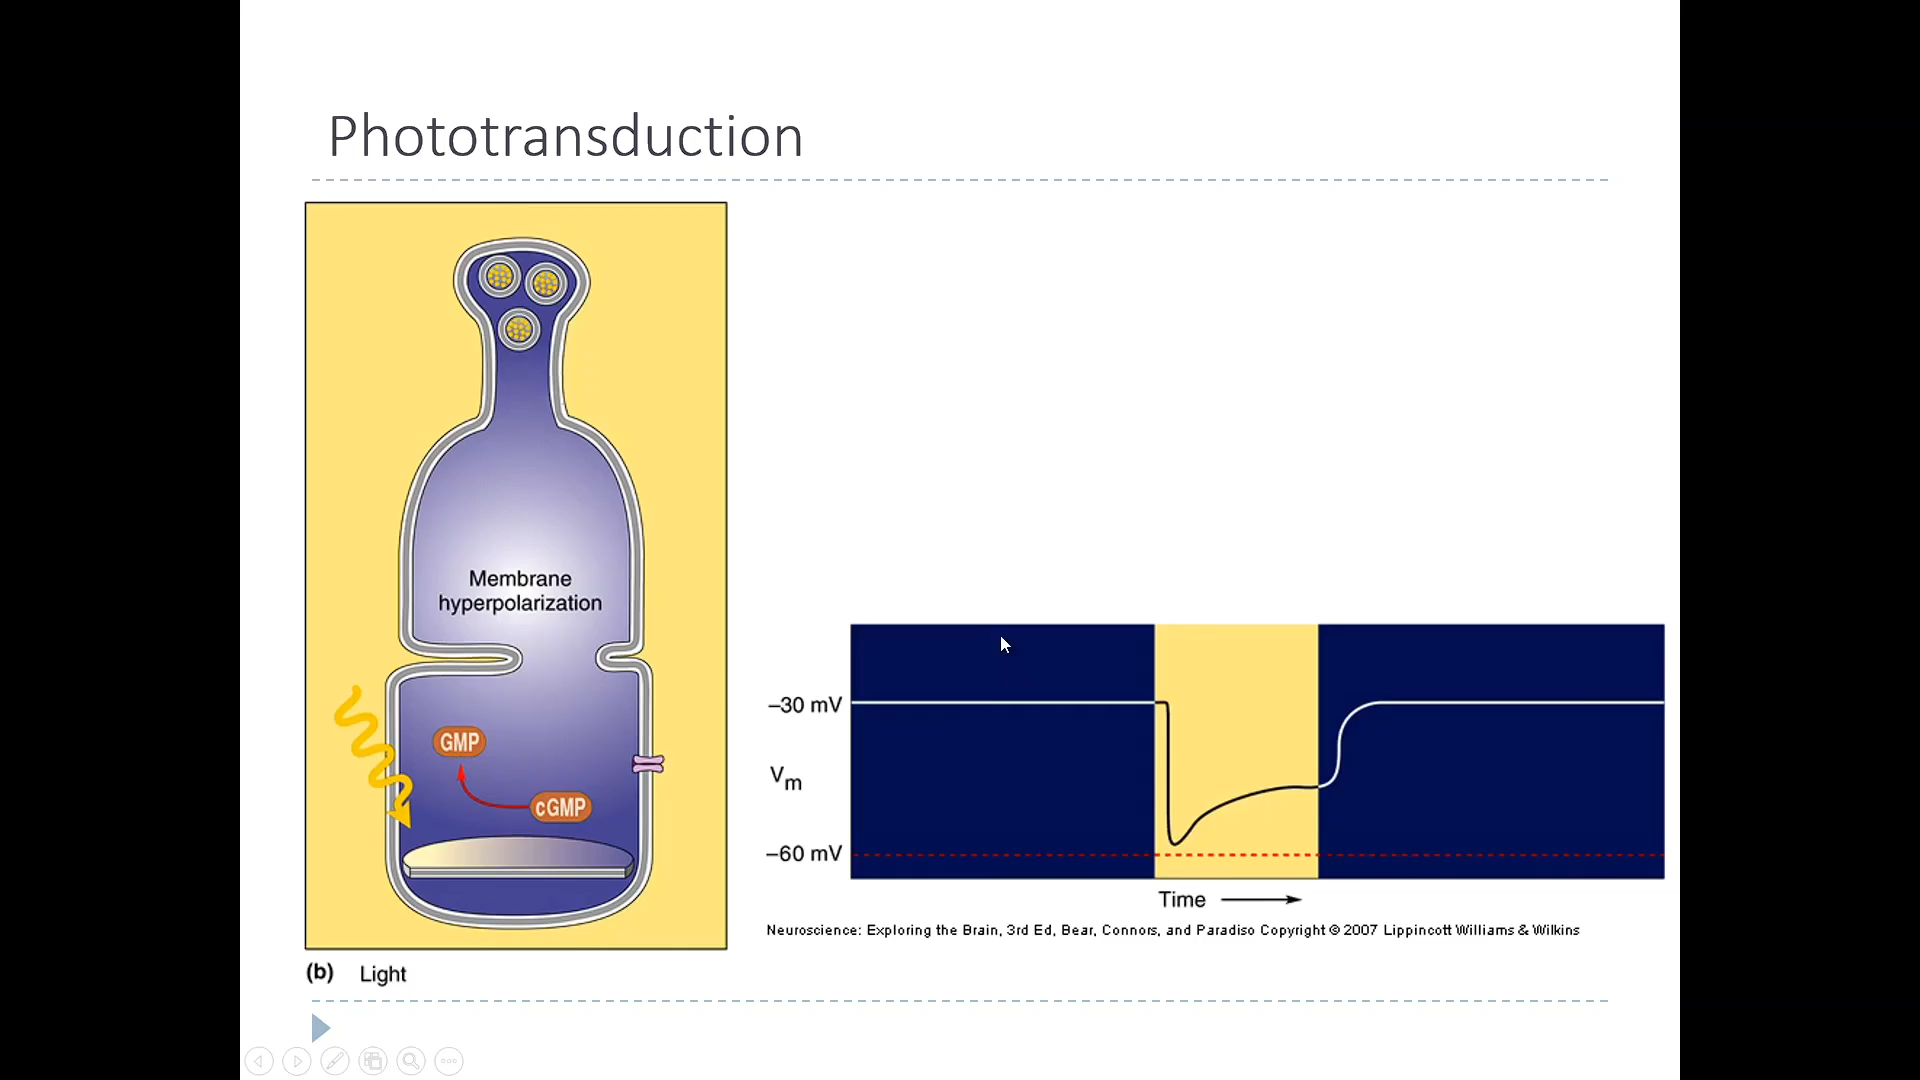 Phototransduction
Membrane
hyperpolarization
GMP
cGMP
(b) Light
–30 mV
Vm
–60 mV
Time
Neuroscience: Exploring the Brain, 3rd Ed, Bear, Connors, and Paradiso Copyright © 2007 Lippincott Williams & Wilkins